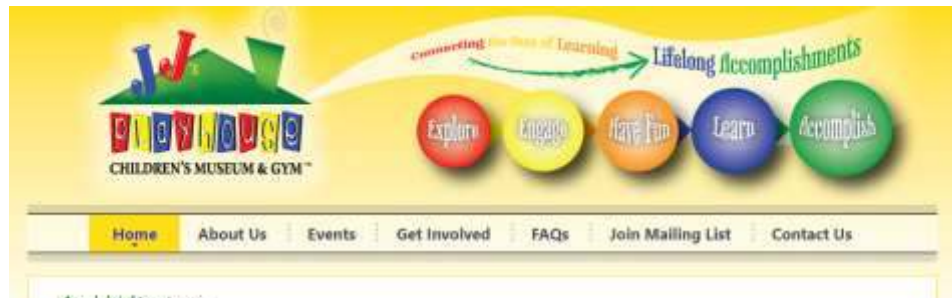 JJ's
PLAYHOUSE
CHILDREN'S MUSEUM & GYM™
Connecting the Dots of Learning
Lifelong Accomplishments
Explore Engage Have Fun Learn Accomplish
Home About Us Events Get Involved FAQs Join Mailing List Contact Us